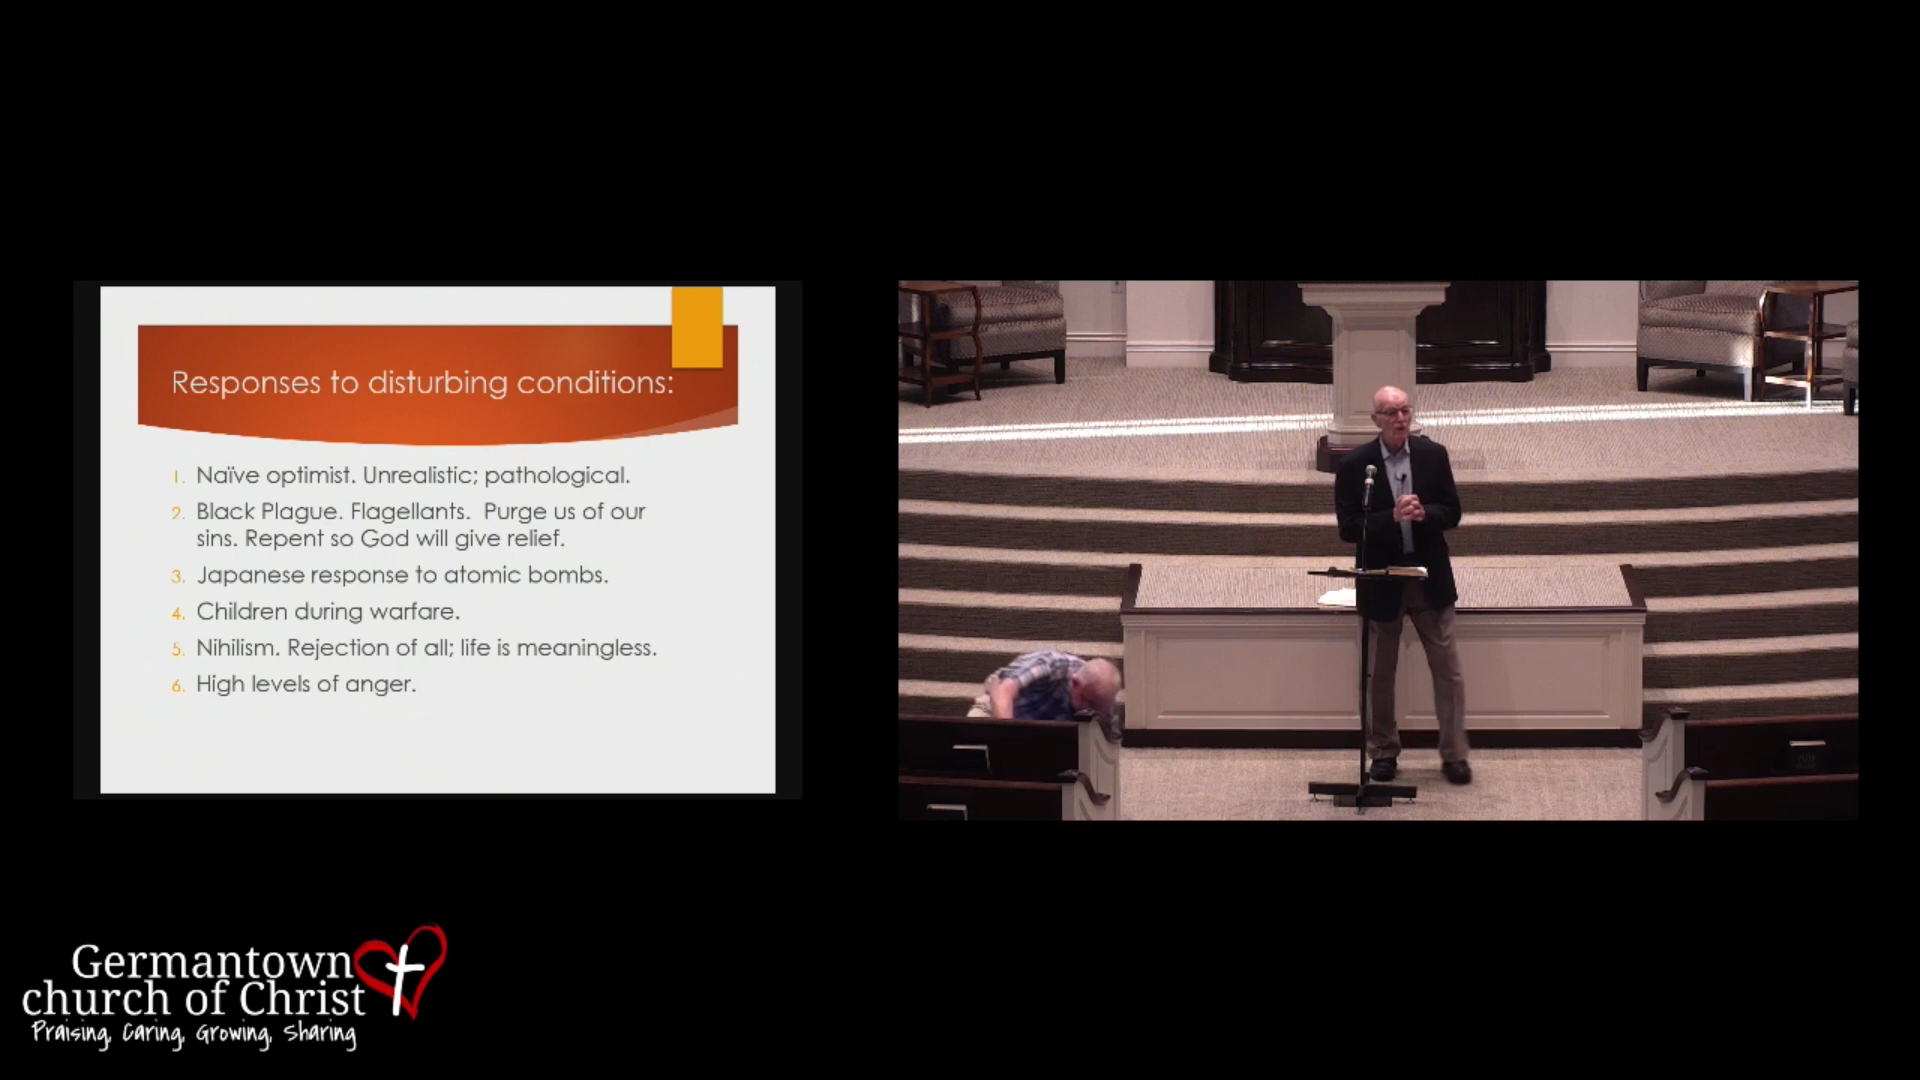 Responses to disturbing conditions:
1. Naïve optimist. Unrealistic; pathological.
2. Black Plague. Flagellants.  Purge us of our
sins. Repent so God will give relief.
3. Japanese response to atomic bombs.
4. Children during warfare.
5. Nihilism. Rejection of all; life is meaningless.
6. High levels of anger.
Germantown
church of Christ
Praising, Caring, Growing, Sharing